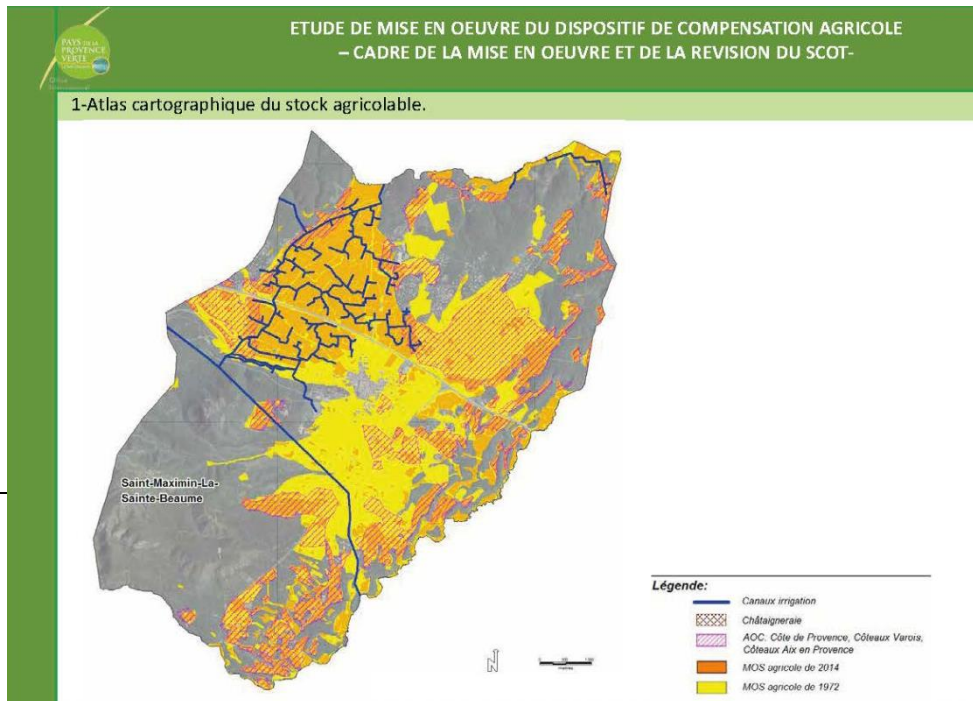 ETUDE DE MISE EN OEUVRE DU DISPOSITIF DE COMPENSATION AGRICOLE
– CADRE DE LA MISE EN OEUVRE ET DE LA REVISION DU SCOT-
PAYS DE LA
PROVENCE
VERTE
1-Atlas cartographique du stock agricolable.
Saint-Maximin-La-
Sainte-Beaume
N
Légende:
Canaux irrigation
Châtaigneraie
AOC. Côte de Provence, Côteaux Varois,
Côteaux Aix en Provence
MOS agricole de 2014
MOS agricole de 1972